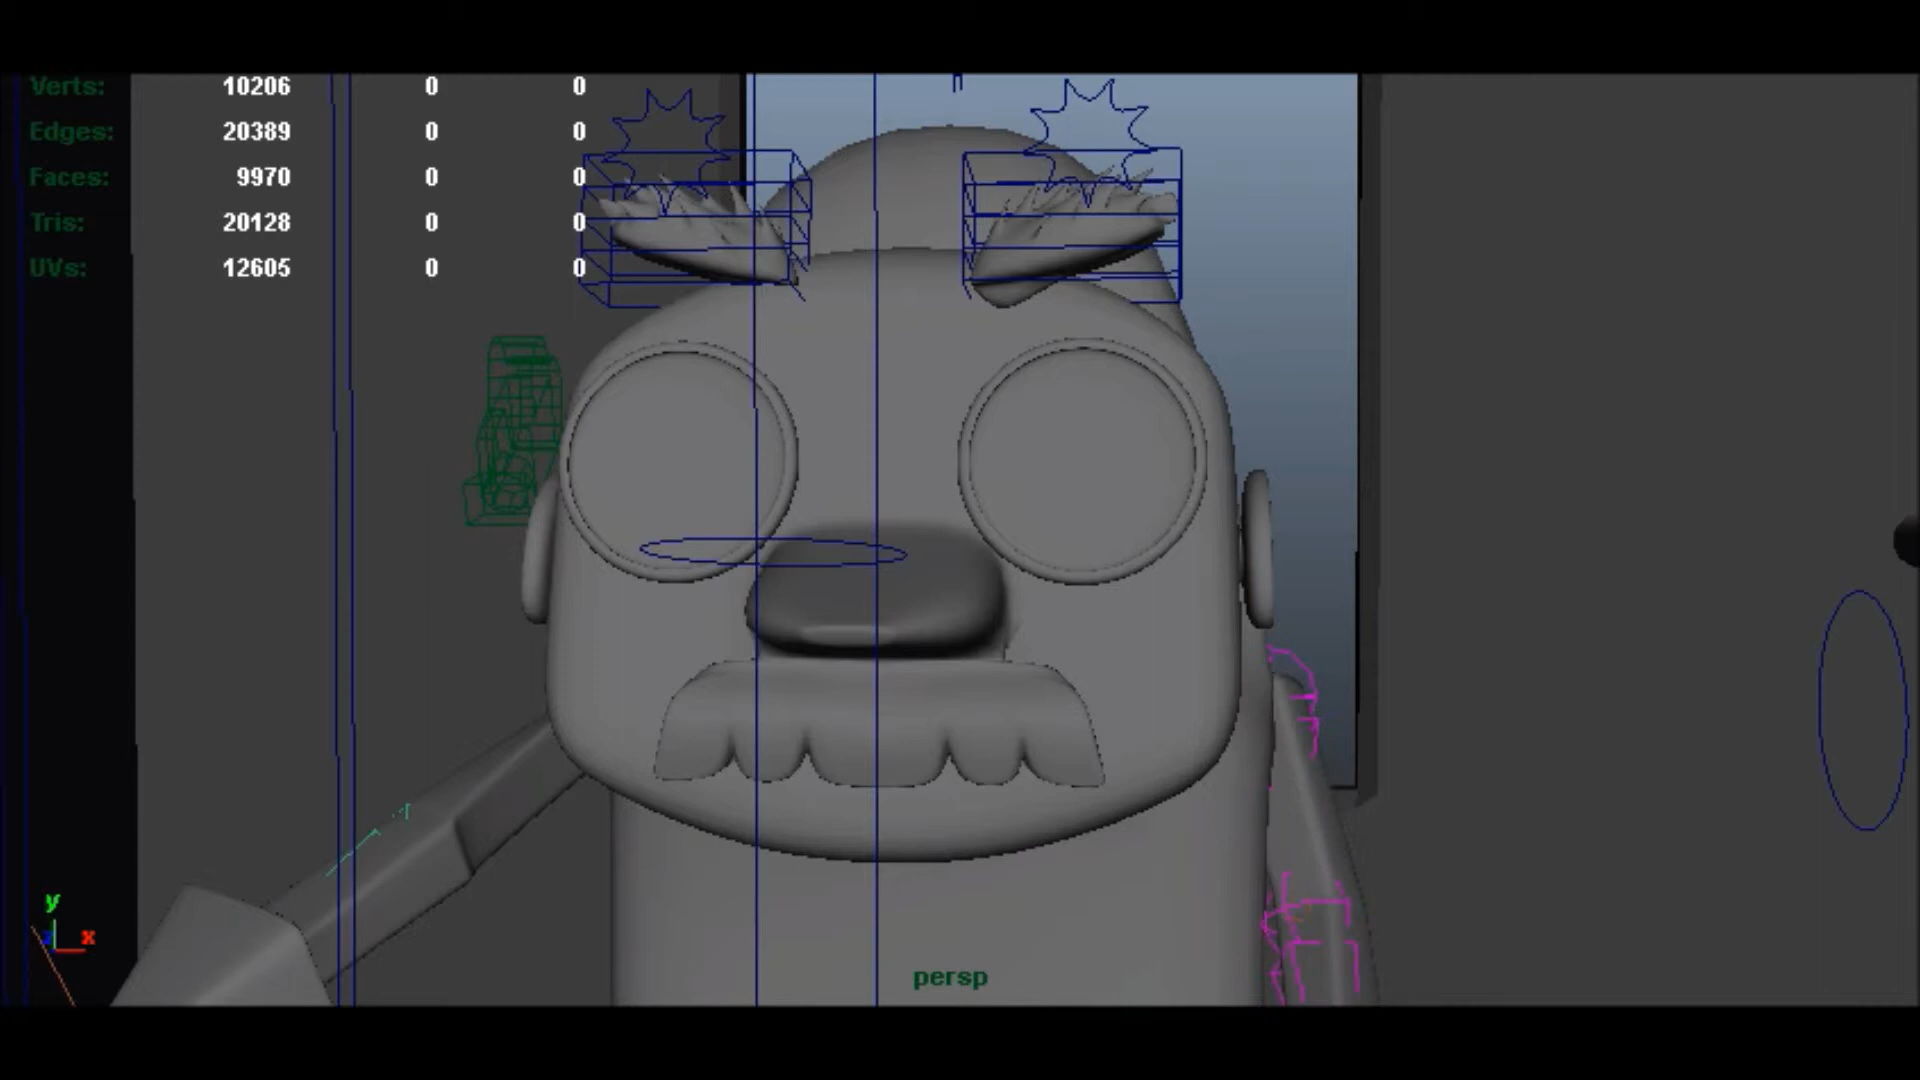 Verts: 10206 0 0
Edges: 20389 0 0
Faces: 9970 0 0
Tris: 20128 0 0
UVs: 12605 0 0
y
z x
persp